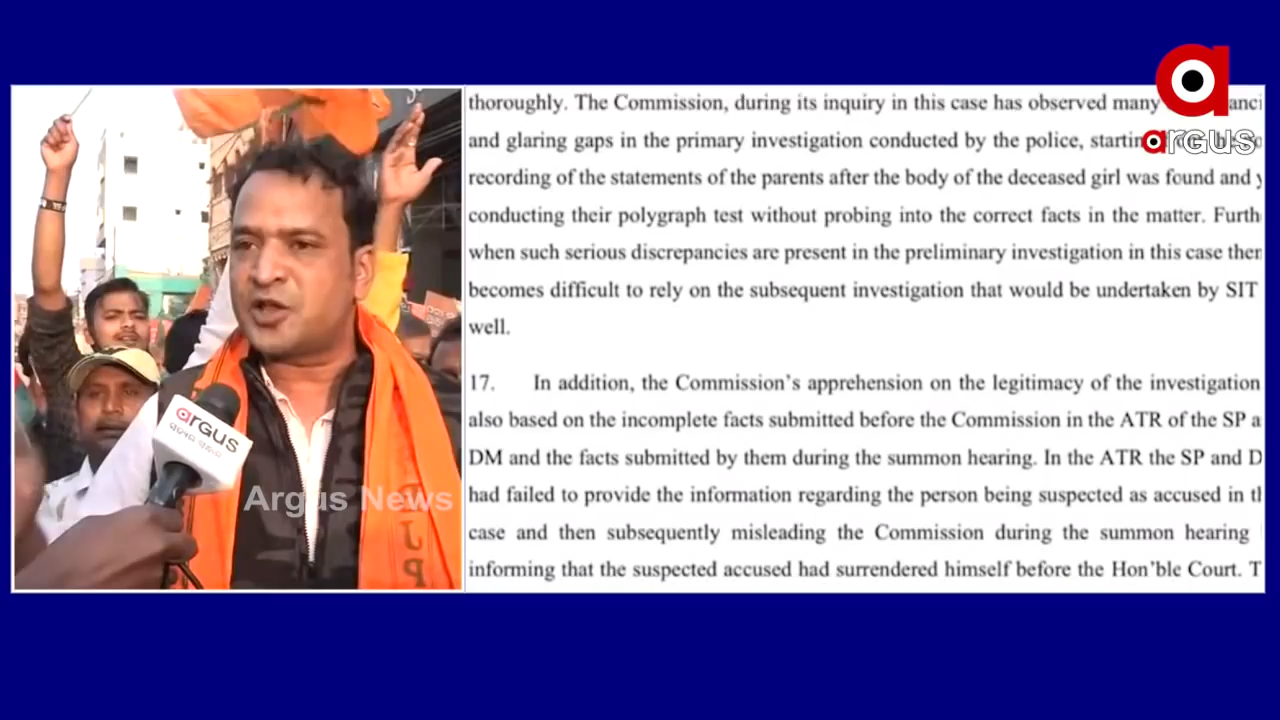 argus
argus
Argus News
JP
thoroughly. The Commission, during its inquiry in this case has observed many
and glaring gaps in the primary investigation conducted by the police,
recording of the statements of the parents after the body of the deceased girl was found and
conducting their polygraph test without probing into the correct facts in the matter.
when such serious discrepancies are present in the preliminary investigation in this case
becomes difficult to rely on the subsequent investigation that would be undertaken by SIT
well.
17. In addition, the Commission's apprehension on the legitimacy of the investigation
also based on the incomplete facts submitted before the Commission in the ATR of the SP
DM and the facts submitted by them during the summon hearing. In the ATR the SP and
had failed to provide the information regarding the person being suspected as accused in
case and then subsequently misleading the Commission during the summon hearing
informing that the suspected accused had surrendered himself before the Hon'ble Court.